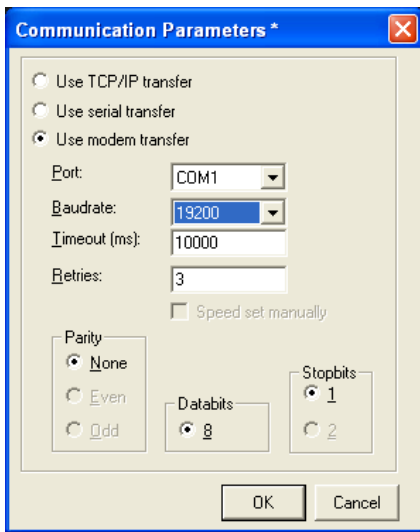 Communication Parameters *
Use TCP/IP transfer
Use serial transfer
Use modem transfer
Port: COM1
Baudrate: 19200
Timeout (ms): 10000
Retries: 3
Speed set manually
Parity
None
Even
Odd
Databits
8
Stopbits
1
2
OK Cancel